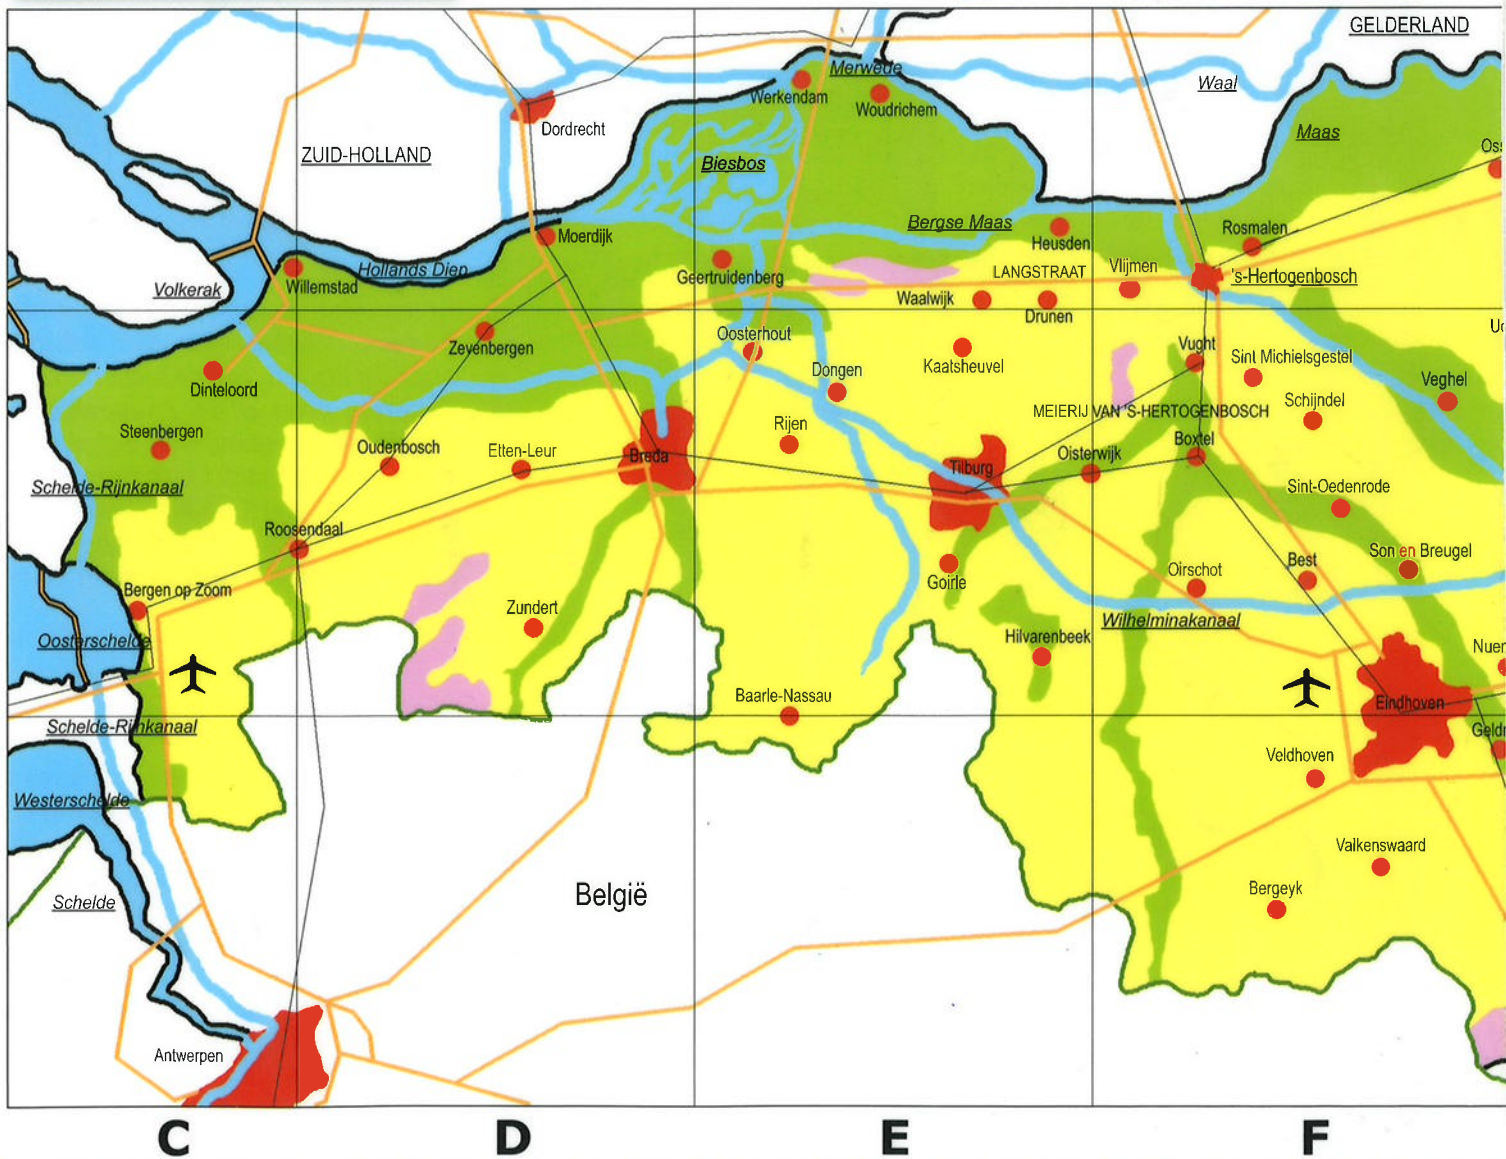 GELDERLAND
Merwede
Waal
Werkendam
Woudrichem
Dordrecht
Maas
ZUID-HOLLAND
Biesbos
Bergse Maas
Rosmalen
Moerdijk
Heusden
Hollands Diep
Geertruidenberg
LANGSTRAAT
Vlijmen
's-Hertogenbosch
Volkerak
Willemstad
Waalwijk
Drunen
Oosterhout
Zevenbergen
Vught
Sint Michielsgestel
Kaatsheuvel
Dongen
Veghel
Dinteloord
Schijndel
MEIERIJ VAN 'S-HERTOGENBOSCH
Rijen
Steenbergen
Boxtel
Oudenbosch
Etten-Leur
Oisterwijk
Breda
Tilburg
Schelde-Rijnkanaal
Sint-Oedenrode
Roosendaal
Son en Breugel
Best
Oirschot
Goirle
Bergen op Zoom
Zundert
Wilhelminakanaal
Hilvarenbeek
Oosterschelde
Baarle-Nassau
Eindhoven
Schelde-Rijnkanaal
Veldhoven
Westerschelde
Valkenswaard
Bergeyk
België
Schelde
Antwerpen
C D E F